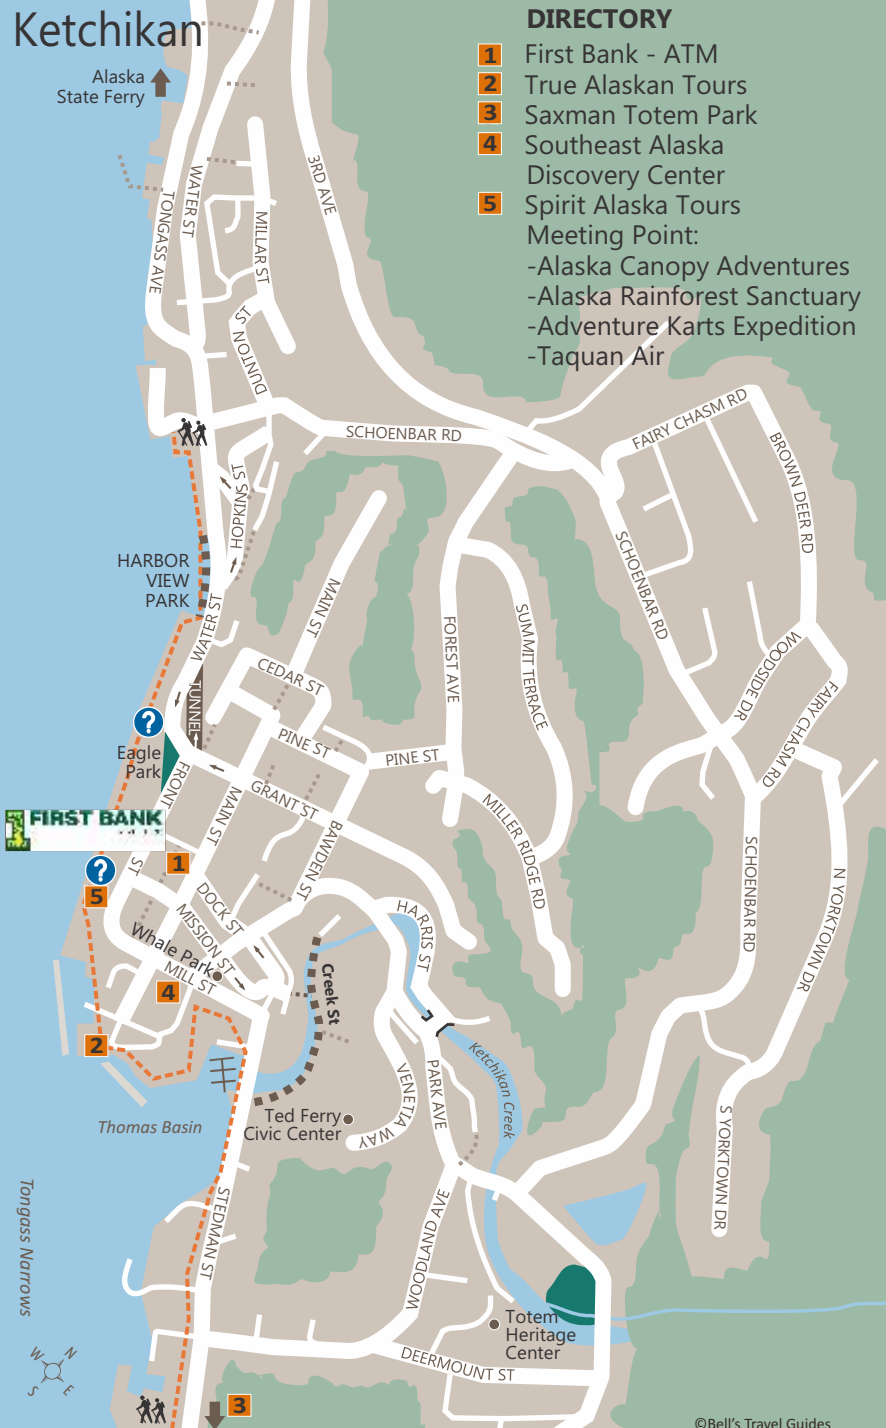 Ketchikan
Alaska
State Ferry
DIRECTORY
1 First Bank - ATM
2 True Alaskan Tours
3 Saxman Totem Park
4 Southeast Alaska
Discovery Center
5 Spirit Alaska Tours
Meeting Point:
-Alaska Canopy Adventures
-Alaska Rainforest Sanctuary
-Adventure Karts Expedition
-Taquan Air
3RD AVE
WATER ST
TONGASS AVE
MILLAR ST
DUNTON ST
SCHOENBAR RD
FAIRY CHASM RD
BROWN DEER RD
HOPKINS ST
HARBOR
VIEW
PARK
SCHOENBAR RD
MAIN ST
WATER ST
FOREST AVE
SUMMIT TERRACE
WOODSIDE DR
CEDAR ST
TUNNEL
FAIRY CHASM RD
?
Eagle
Park
PINE ST
PINE ST
FRONT
ST
MAIN ST
GRANT ST
MILLER RIDGE RD
FIRST BANK
BAWDEN ST
SCHOENBAR RD
N YORKTOWN DR
1
?
5
DOCK ST
MISSION ST
HARRIS ST
Whale Park
MILL ST
4
Creek St
2
Ketchikan Creek
PARK AVE
VENETIA WAY
Thomas Basin
Ted Ferry
Civic Center
S YORKTOWN DR
Tongass Narrows
STEDMAN ST
WOODLAND AVE
Totem
Heritage
Center
DEERMOUNT ST
N
W
E
S
3
©Bell's Travel Guides